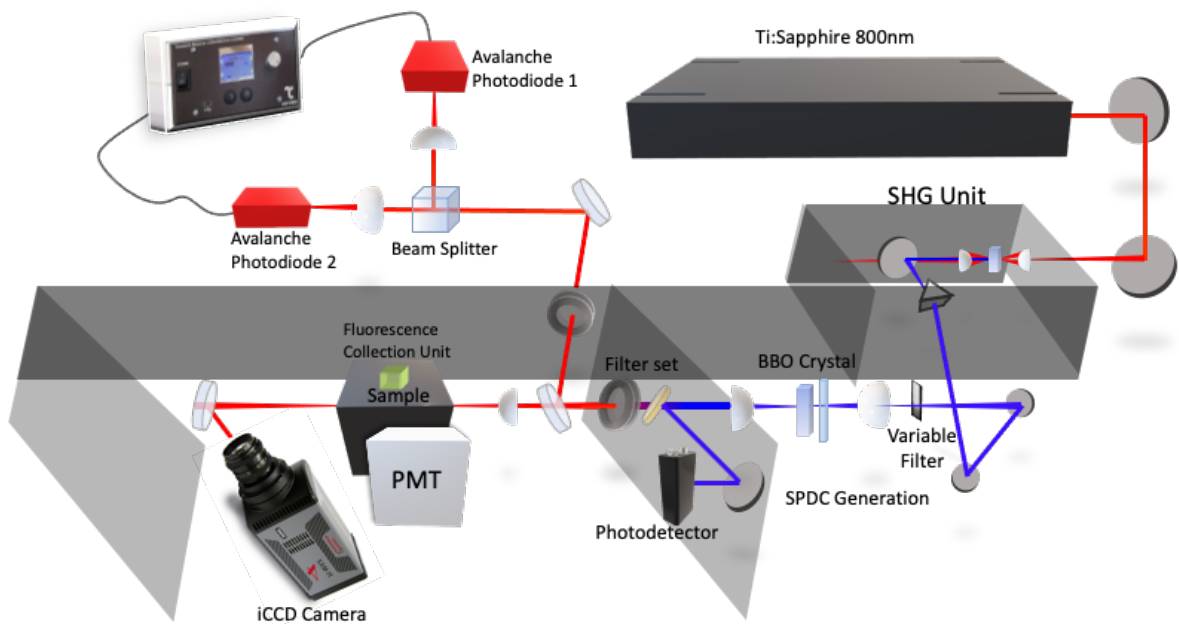 Ti:Sapphire 800nm
Avalanche
Photodiode 1
SHG Unit
Avalanche
Photodiode 2
Beam Splitter
Fluorescence
Collection Unit
Sample
Filter set
BBO Crystal
Variable
Filter
PMT
SPDC Generation
Photodetector
iCCD Camera